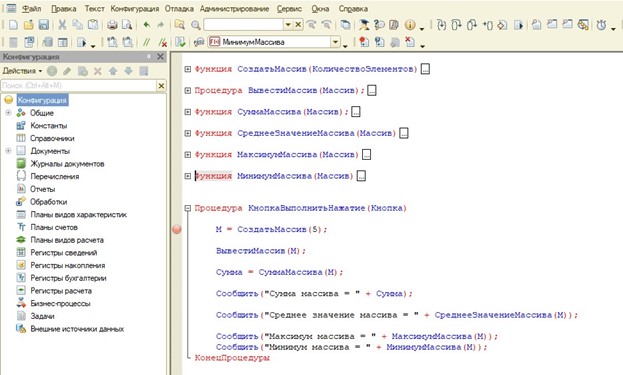 Файл Правка Текст Конфигурация Отладка Администрирование Сервис Окна Справка
МинимумМассива
Конфигурация
Действия
Поиск (Ctrl+Alt+M)
Конфигурация
Общие
Константы
Справочники
Документы
Журналы документов
Перечисления
Отчеты
Обработки
Планы видов характеристик
Планы счетов
Планы видов расчета
Регистры сведений
Регистры накопления
Регистры бухгалтерии
Регистры расчета
Бизнес-процессы
Задачи
Внешние источники данных
Функция СоздатьМассив(КоличествоЭлементов)...
Процедура ВывестиМассив(Массив);...
Функция СуммаМассива(Массив);...
Функция СреднееЗначениеМассива(Массив)...
Функция МаксимумМассива(Массив)...
Функция МинимумМассива(Массив)...
Процедура КнопкаВыполнитьНажатие(Кнопка)
М = СоздатьМассив(5);
ВывестиМассив(М);
Сумма = СуммаМассива(М);
Сообщить("Сумма массива = " + Сумма);
Сообщить("Среднее значение массива = " + СреднееЗначениеМассива(М));
Сообщить("Максимум массива = " + МаксимумМассива(М));
Сообщить("Минимум массива = " + МинимумМассива(М));
КонецПроцедуры